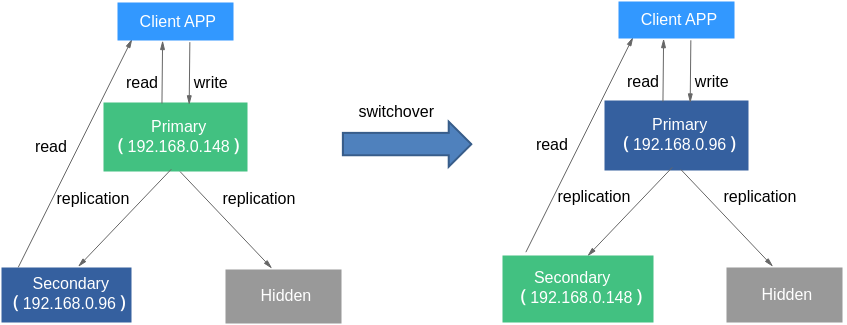 Client APP
read
write
Primary
(192.168.0.148)
read
replication
replication
Secondary
(192.168.0.96)
Hidden
switchover
Client APP
read
write
Primary
(192.168.0.96)
read
replication
replication
Secondary
(192.168.0.148)
Hidden